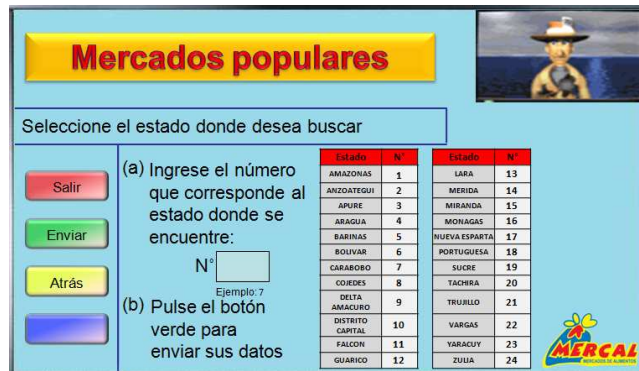 Mercados populares
Seleccione el estado donde desea buscar
Salir
Enviar
Atrás
(a) Ingrese el número
que corresponde al
estado donde se
encuentre:
N°
Ejemplo: 7
(b) Pulse el botón
verde para
enviar sus datos
Estado N°
AMAZONAS 1
ANZOATEGUI 2
APURE 3
ARAGUA 4
BARINAS 5
BOLIVAR 6
CARABOBO 7
COJEDES 8
DELTA
AMACURO 9
DISTRITO
CAPITAL 10
FALCON 11
GUARICO 12
Estado N°
LARA 13
MERIDA 14
MIRANDA 15
MONAGAS 16
NUEVA ESPARTA 17
PORTUGUESA 18
SUCRE 19
TACHIRA 20
TRUJILLO 21
VARGAS 22
YARACUY 23
ZULIA 24
MERCAL
MERCADOS DE ALIMENTOS